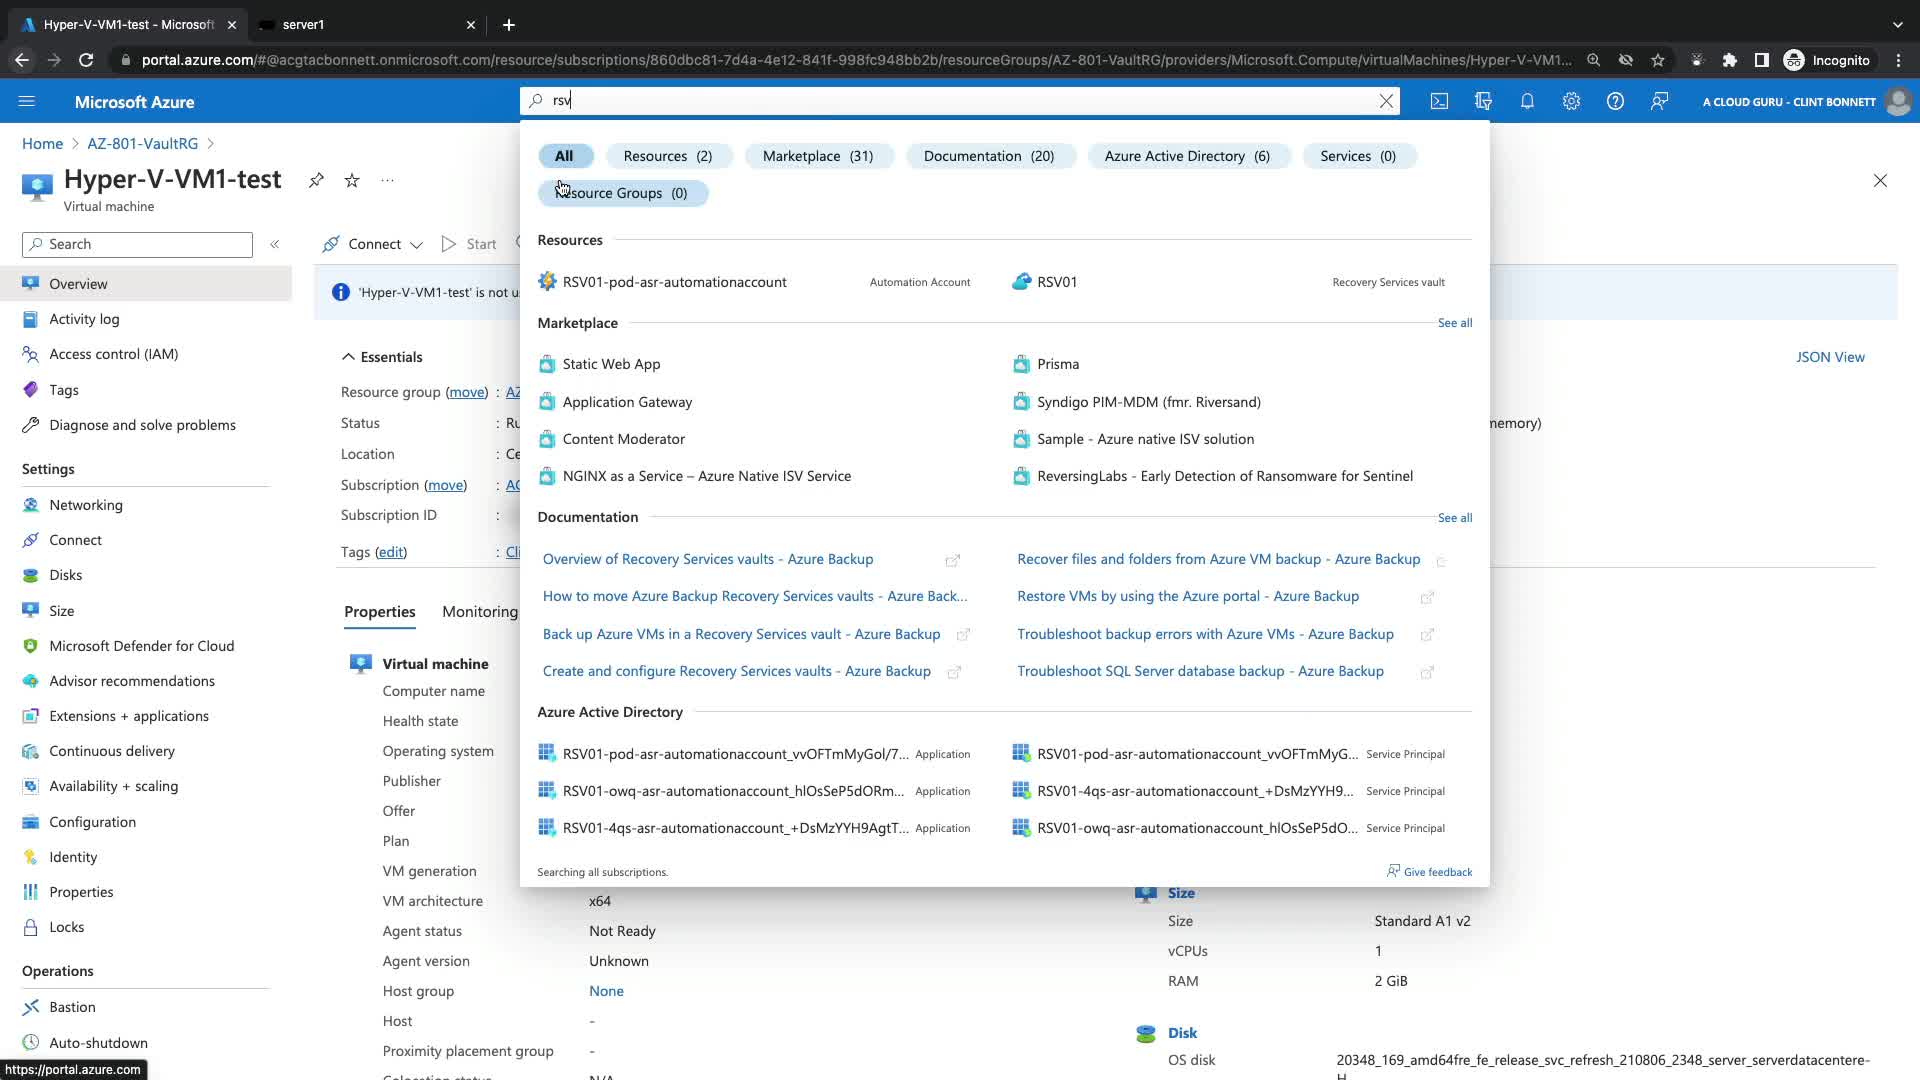 Hyper-V-VM1-test - Microsoft
server1
portal.azure.com/#@acgtacbonnett.onmicrosoft.com/resource/subscriptions/860dbc81-7d4a-4e12-841f-998fc948bb2b/resourceGroups/AZ-801-VaultRG/providers/Microsoft.Compute/virtualMachines/Hyper-V-VM1...
Incognito
Microsoft Azure
rsv
A CLOUD GURU - CLINT BONNETT
Home > AZ-801-VaultRG >
Hyper-V-VM1-test
Virtual machine
Search
Connect
Start
Overview
Activity log
Access control (IAM)
Tags
Diagnose and solve problems
Settings
Networking
Connect
Disks
Size
Microsoft Defender for Cloud
Advisor recommendations
Extensions + applications
Continuous delivery
Availability + scaling
Configuration
Identity
Properties
Locks
Operations
Bastion
Auto-shutdown
https://portal.azure.com
'Hyper-V-VM1-test' is not u
Essentials
JSON View
Resource group (move) : AZ
Status : Ru
Location : Ce
Subscription (move) : AC
Subscription ID :
Tags (edit) : Cli
memory)
Properties
Monitoring
All
Resources (2)
Marketplace (31)
Documentation (20)
Azure Active Directory (6)
Services (0)
Resource Groups (0)
Resources
RSV01-pod-asr-automationaccount Automation Account
RSV01 Recovery Services vault
Marketplace
See all
Static Web App
Prisma
Application Gateway
Syndigo PIM-MDM (fmr. Riversand)
Content Moderator
Sample - Azure native ISV solution
NGINX as a Service – Azure Native ISV Service
ReversingLabs - Early Detection of Ransomware for Sentinel
Documentation
See all
Overview of Recovery Services vaults - Azure Backup
Recover files and folders from Azure VM backup - Azure Backup
How to move Azure Backup Recovery Services vaults - Azure Back...
Restore VMs by using the Azure portal - Azure Backup
Back up Azure VMs in a Recovery Services vault - Azure Backup
Troubleshoot backup errors with Azure VMs - Azure Backup
Create and configure Recovery Services vaults - Azure Backup
Troubleshoot SQL Server database backup - Azure Backup
Azure Active Directory
RSV01-pod-asr-automationaccount_vvOFTmMyGol/7... Application
RSV01-pod-asr-automationaccount_vvOFTmMyG... Service Principal
RSV01-owq-asr-automationaccount_hlOsSeP5dORm... Application
RSV01-4qs-asr-automationaccount_+DsMzYYH9... Service Principal
RSV01-4qs-asr-automationaccount_+DsMzYYH9AgtT... Application
RSV01-owq-asr-automationaccount_hlOsSeP5dO... Service Principal
Searching all subscriptions.
Give feedback
Virtual machine
Computer name
Health state
Operating system
Publisher
Offer
Plan
VM generation
VM architecture x64
Agent status Not Ready
Agent version Unknown
Host group None
Host -
Proximity placement group -
Colocation status N/A
Size
Size Standard A1 v2
vCPUs 1
RAM 2 GiB
Disk
OS disk 20348_169_amd64fre_fe_release_svc_refresh_210806_2348_server_serverdatacentere-